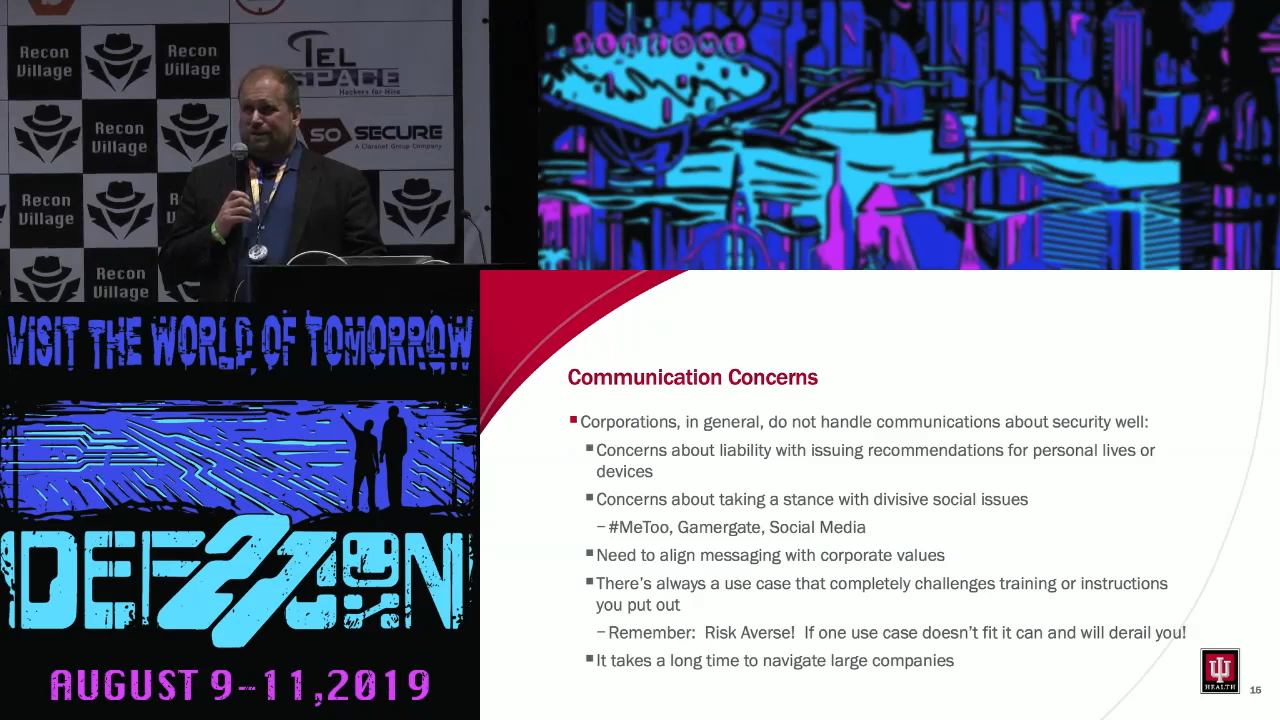 Recon
Village
Recon
Village
TEL
SPACE
Hackers for Hire
Recon
Village
SO SECURE
A Claranet Group Company
Recon
Village
Recon
Village
WELCOME
VISIT THE WORLD OF TOMORROW
DEF27CON
AUGUST 9-11,2019
Communication Concerns
Corporations, in general, do not handle communications about security well:
Concerns about liability with issuing recommendations for personal lives or
devices
Concerns about taking a stance with divisive social issues
– #MeToo, Gamergate, Social Media
Need to align messaging with corporate values
There's always a use case that completely challenges training or instructions
you put out
– Remember:  Risk Averse!  If one use case doesn't fit it can and will derail you!
It takes a long time to navigate large companies
HEALTH
15